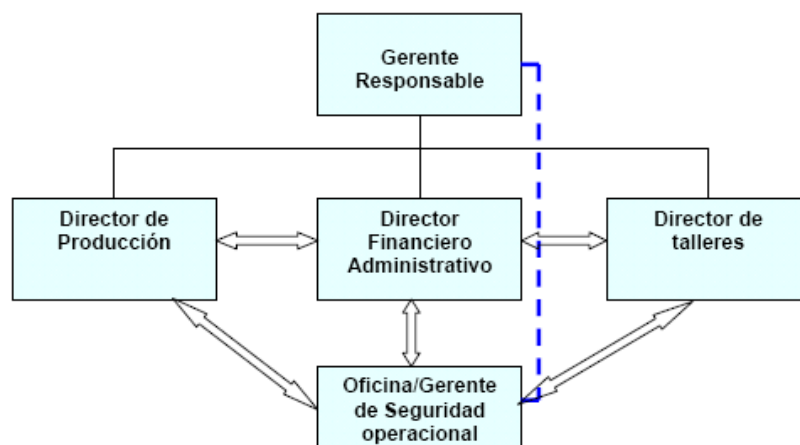 Gerente
Responsable
Director de
Producción
Director
Financiero
Administrativo
Director de
talleres
Oficina/Gerente
de Seguridad
operacional